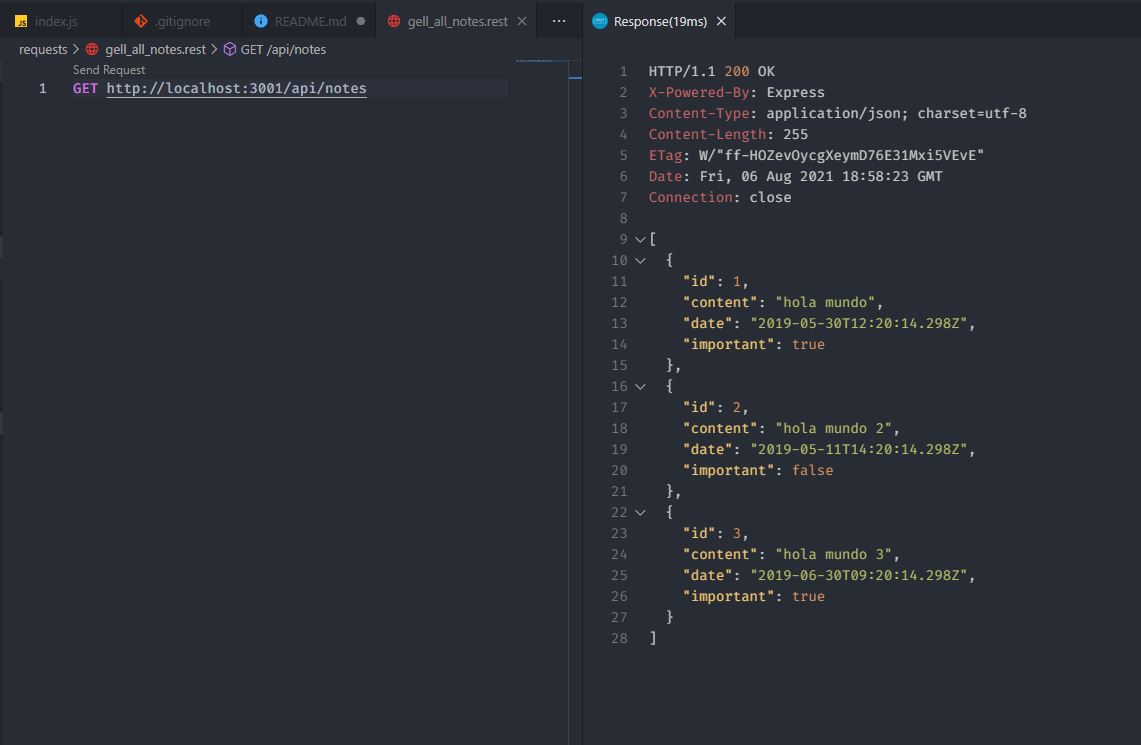 index.js
.gitignore
README.md
gell_all_notes.rest
...
Response(19ms)
requests > gell_all_notes.rest > GET /api/notes
Send Request
1 GET http://localhost:3001/api/notes
1 HTTP/1.1 200 OK
2 X-Powered-By: Express
3 Content-Type: application/json; charset=utf-8
4 Content-Length: 255
5 ETag: W/"ff-HOZevOycgXeymD76E31Mxi5VEvE"
6 Date: Fri, 06 Aug 2021 18:58:23 GMT
7 Connection: close
8
9 [
10 {
11 "id": 1,
12 "content": "hola mundo",
13 "date": "2019-05-30T12:20:14.298Z",
14 "important": true
15 },
16 {
17 "id": 2,
18 "content": "hola mundo 2",
19 "date": "2019-05-11T14:20:14.298Z",
20 "important": false
21 },
22 {
23 "id": 3,
24 "content": "hola mundo 3",
25 "date": "2019-06-30T09:20:14.298Z",
26 "important": true
27 }
28 ]